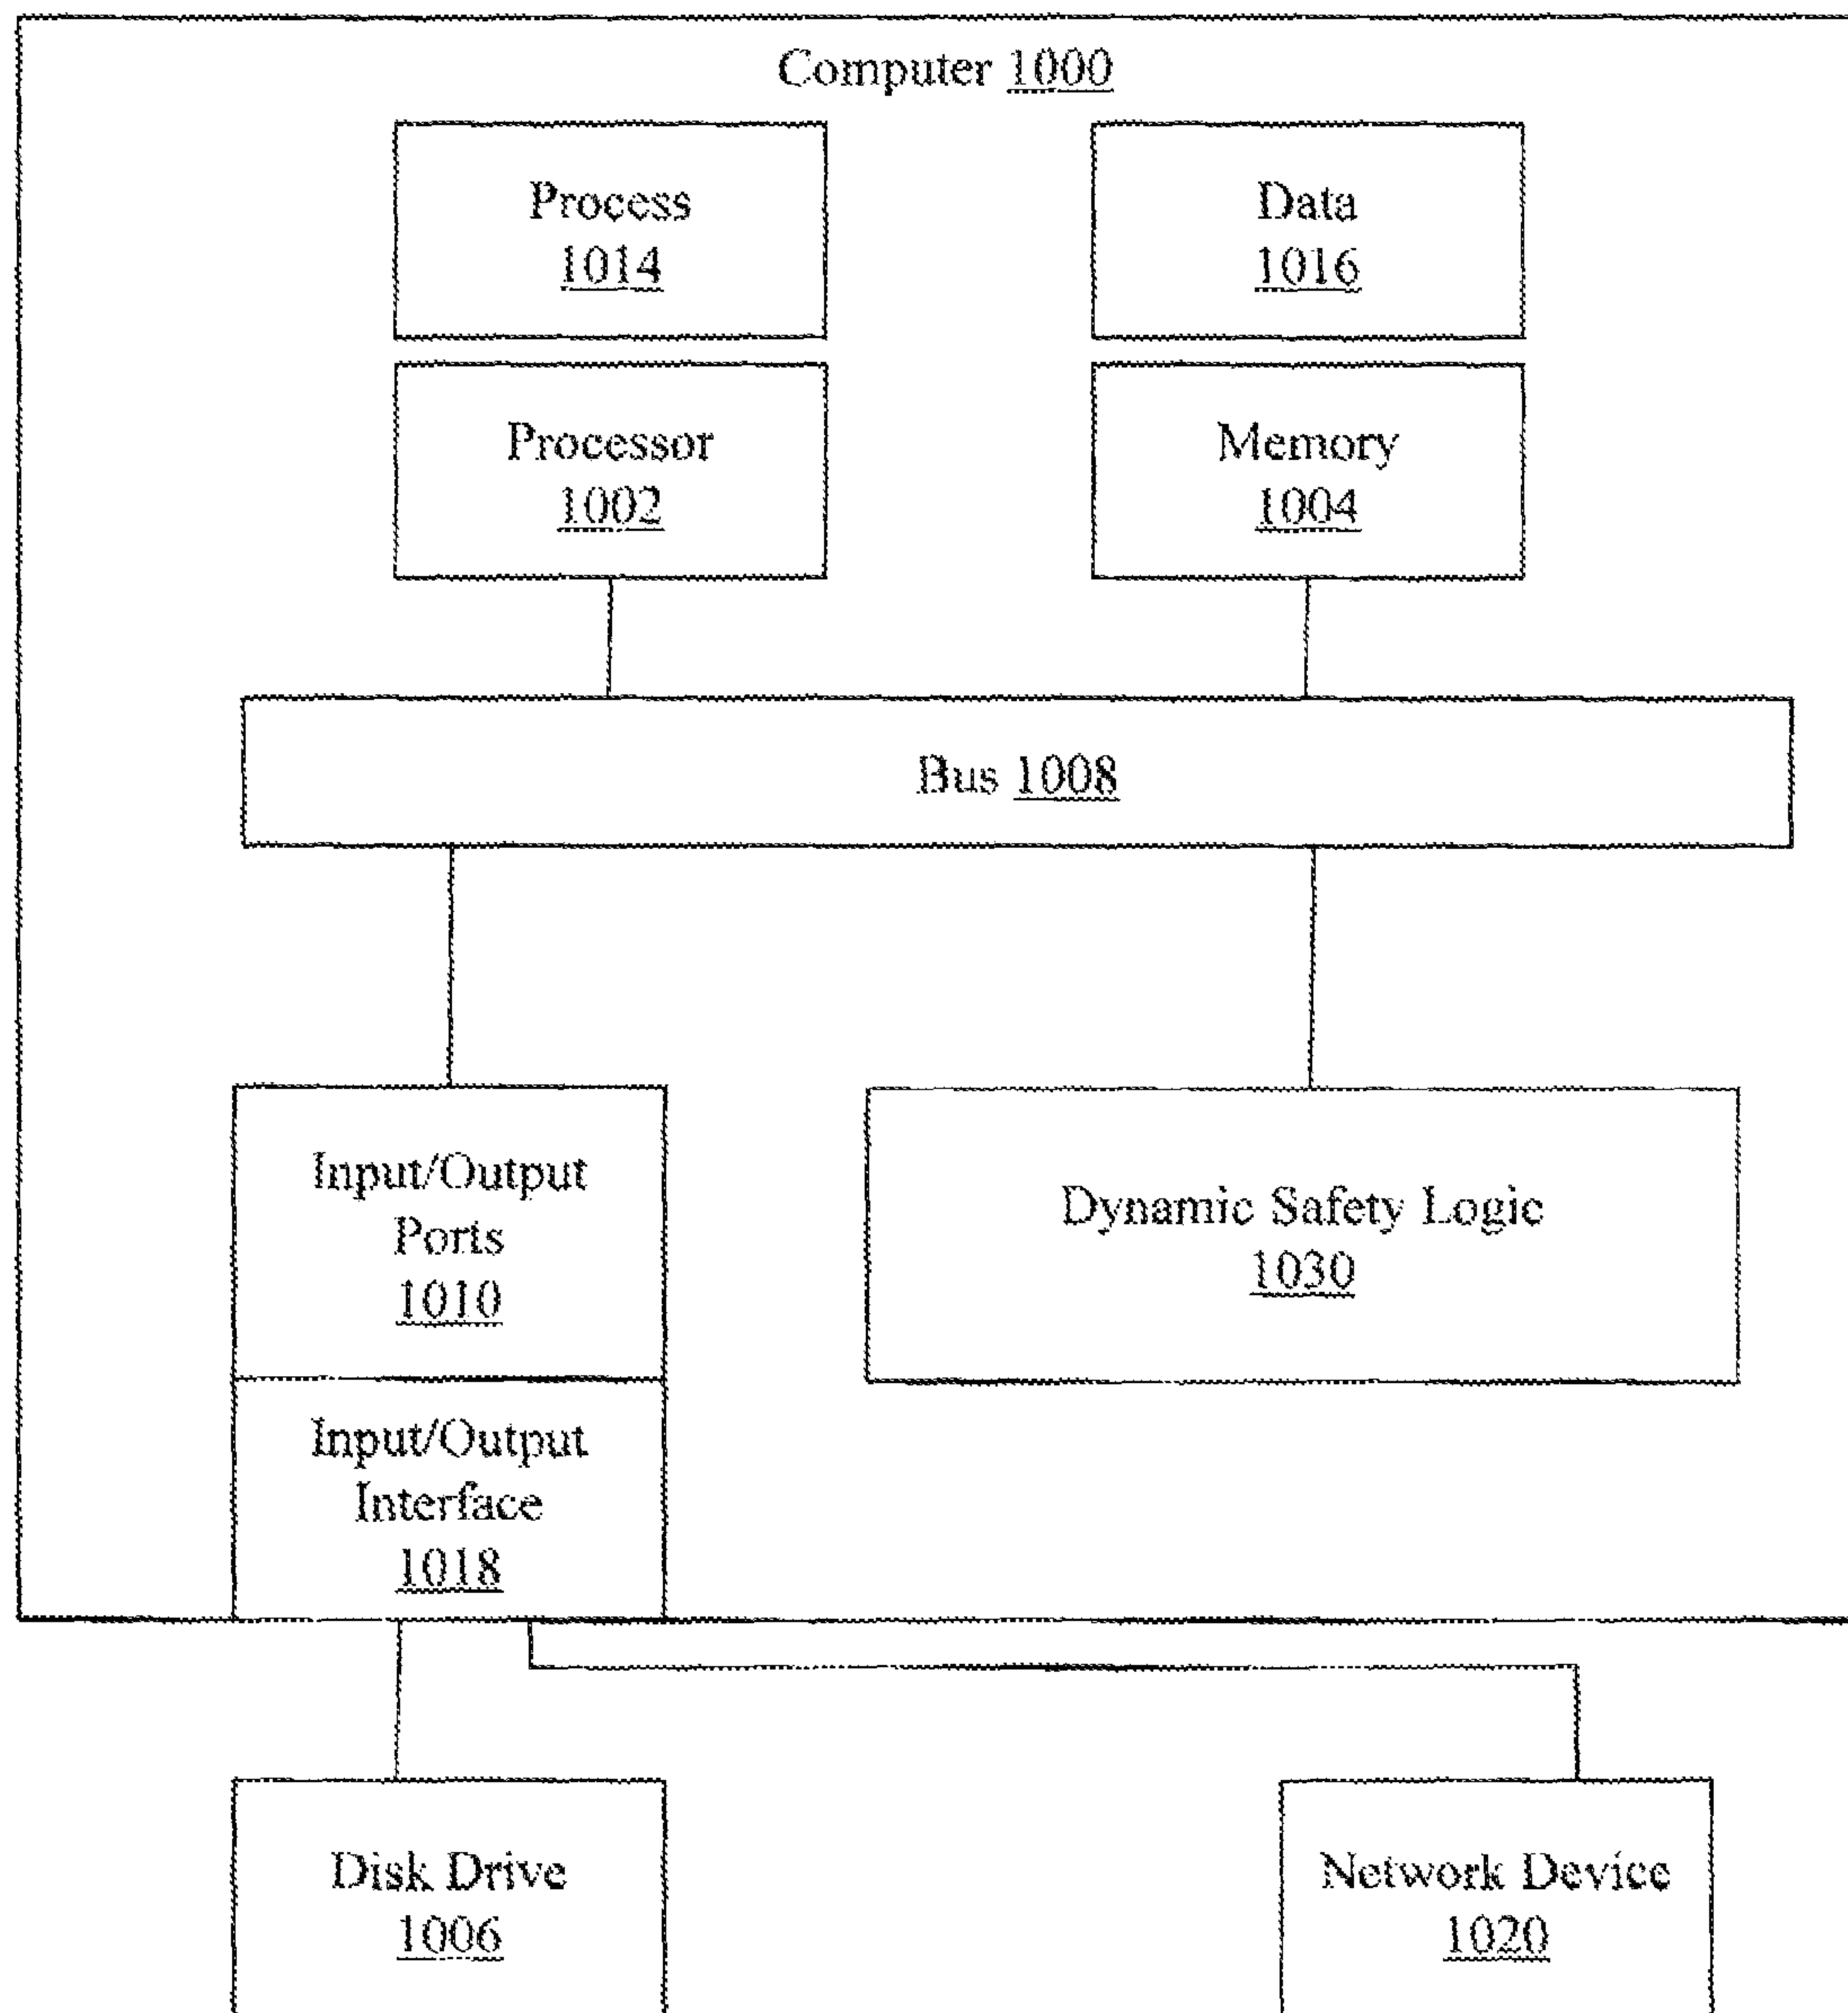 Computer 1000
Process
1014
Data
1016
Processor
1002
Memory
1004
Bus 1008
Input/Output
Ports
1010
Dynamic Safety Logic
1030
Input/Output
Interface
1018
Disk Drive
1006
Network Device
1020